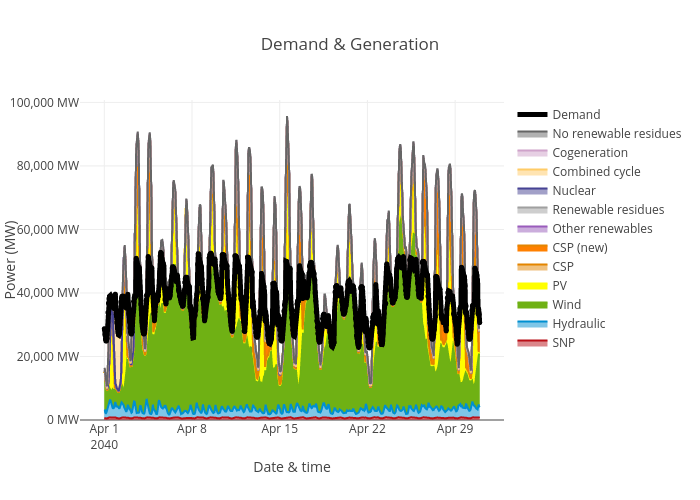 Demand & Generation
100,000 MW
80,000 MW
60,000 MW
40,000 MW
20,000 MW
0 MW
Power (MW)
Apr 1
2040
Apr 8
Apr 15
Apr 22
Apr 29
Date & time
Demand
No renewable residues
Cogeneration
Combined cycle
Nuclear
Renewable residues
Other renewables
CSP (new)
CSP
PV
Wind
Hydraulic
SNP